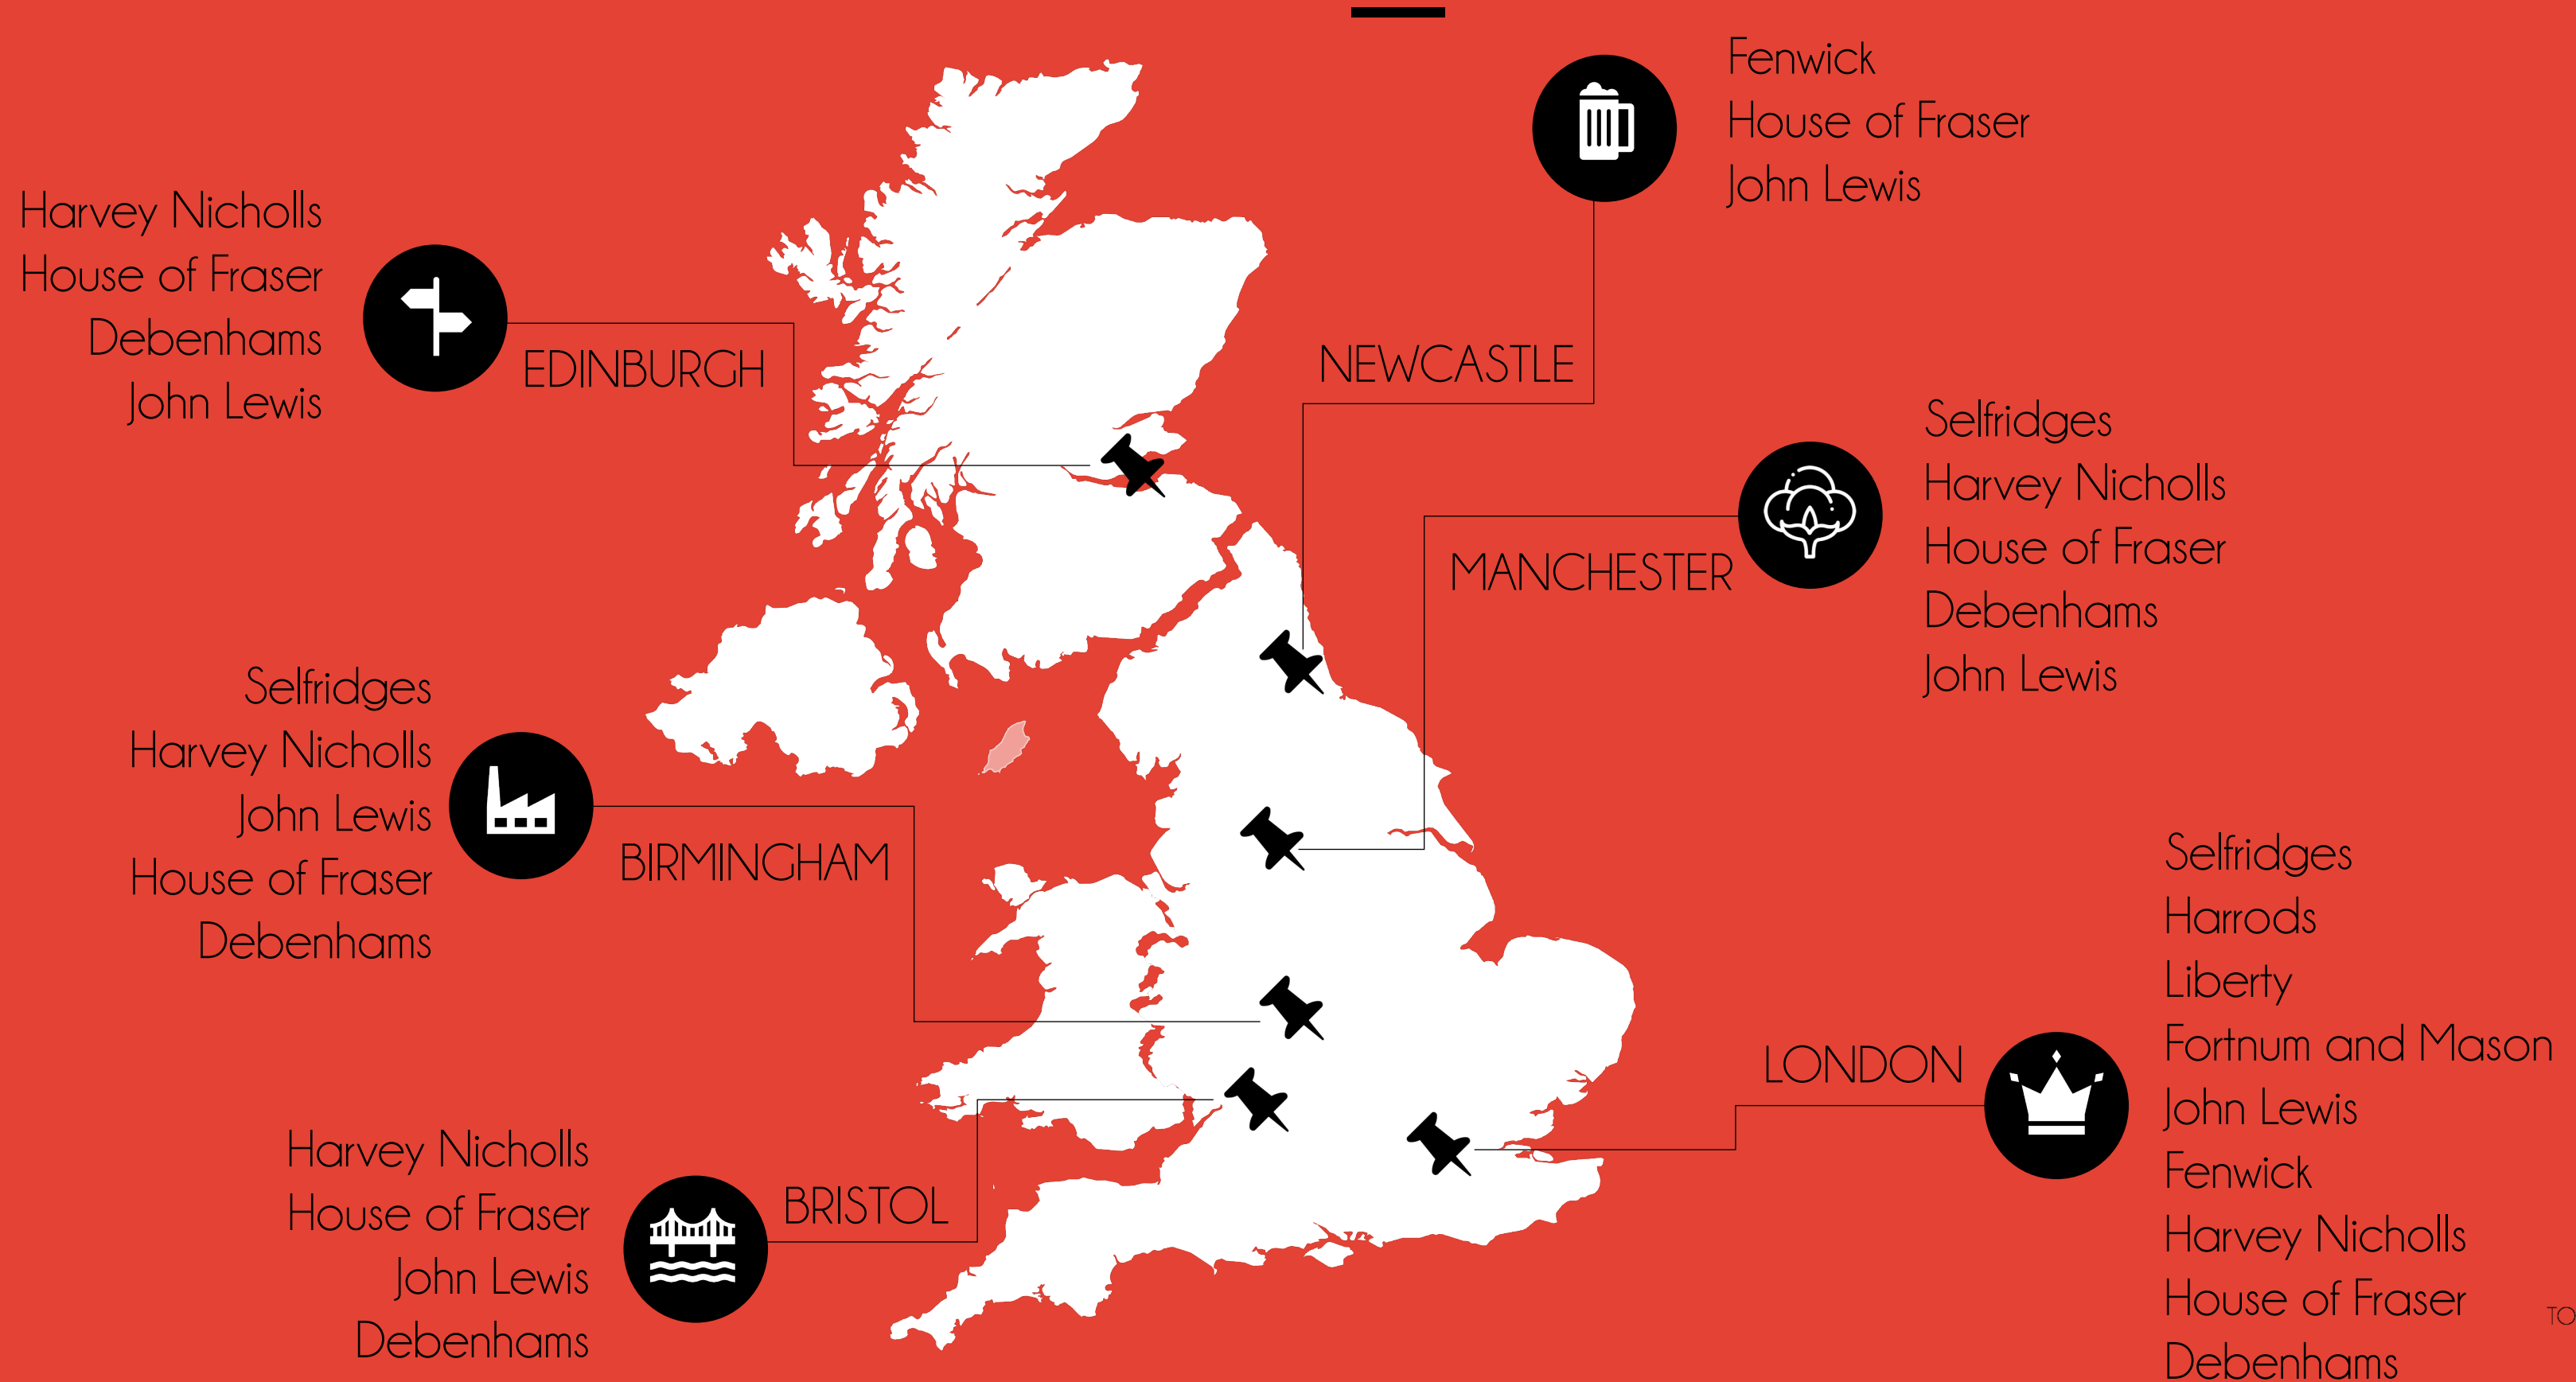 Fenwick
House of Fraser
John Lewis
NEWCASTLE
Harvey Nicholls
House of Fraser
Debenhams
John Lewis
EDINBURGH
Selfridges
Harvey Nicholls
House of Fraser
Debenhams
John Lewis
MANCHESTER
Selfridges
Harvey Nicholls
John Lewis
House of Fraser
Debenhams
BIRMINGHAM
Selfridges
Harrods
Liberty
Fortnum and Mason
John Lewis
Fenwick
Harvey Nicholls
House of Fraser
Debenhams
LONDON
Harvey Nicholls
House of Fraser
John Lewis
Debenhams
BRISTOL
TO